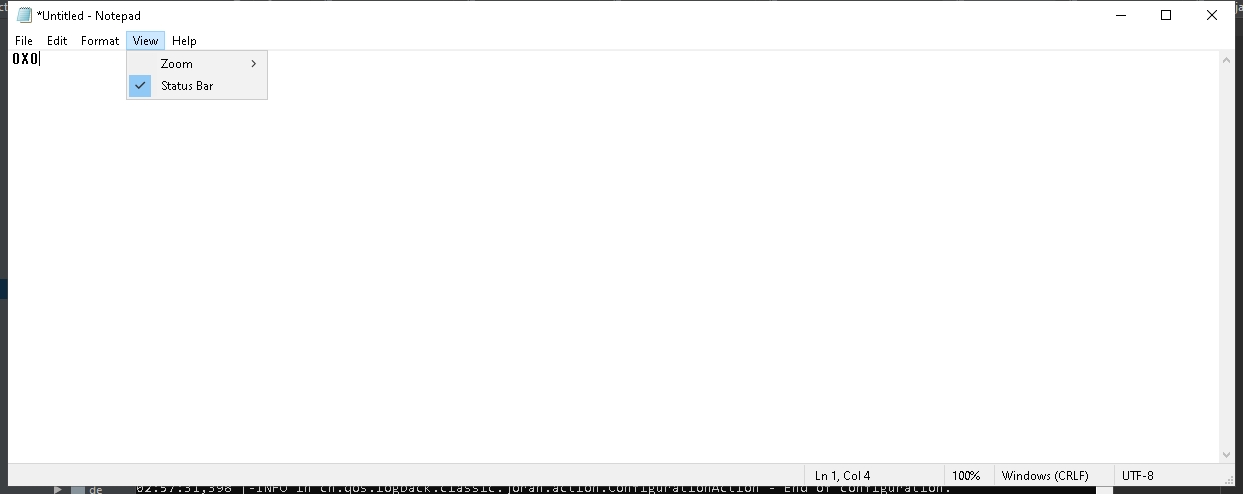 *Untitled - Notepad
File Edit Format View Help
OXO
Zoom
Status Bar
Ln 1, Col 4 100% Windows (CRLF) UTF-8
de 02:57:31,398 |-INFO in ch.qos.logback.classic.joran.action.ConfigurationAction - End of configuration.